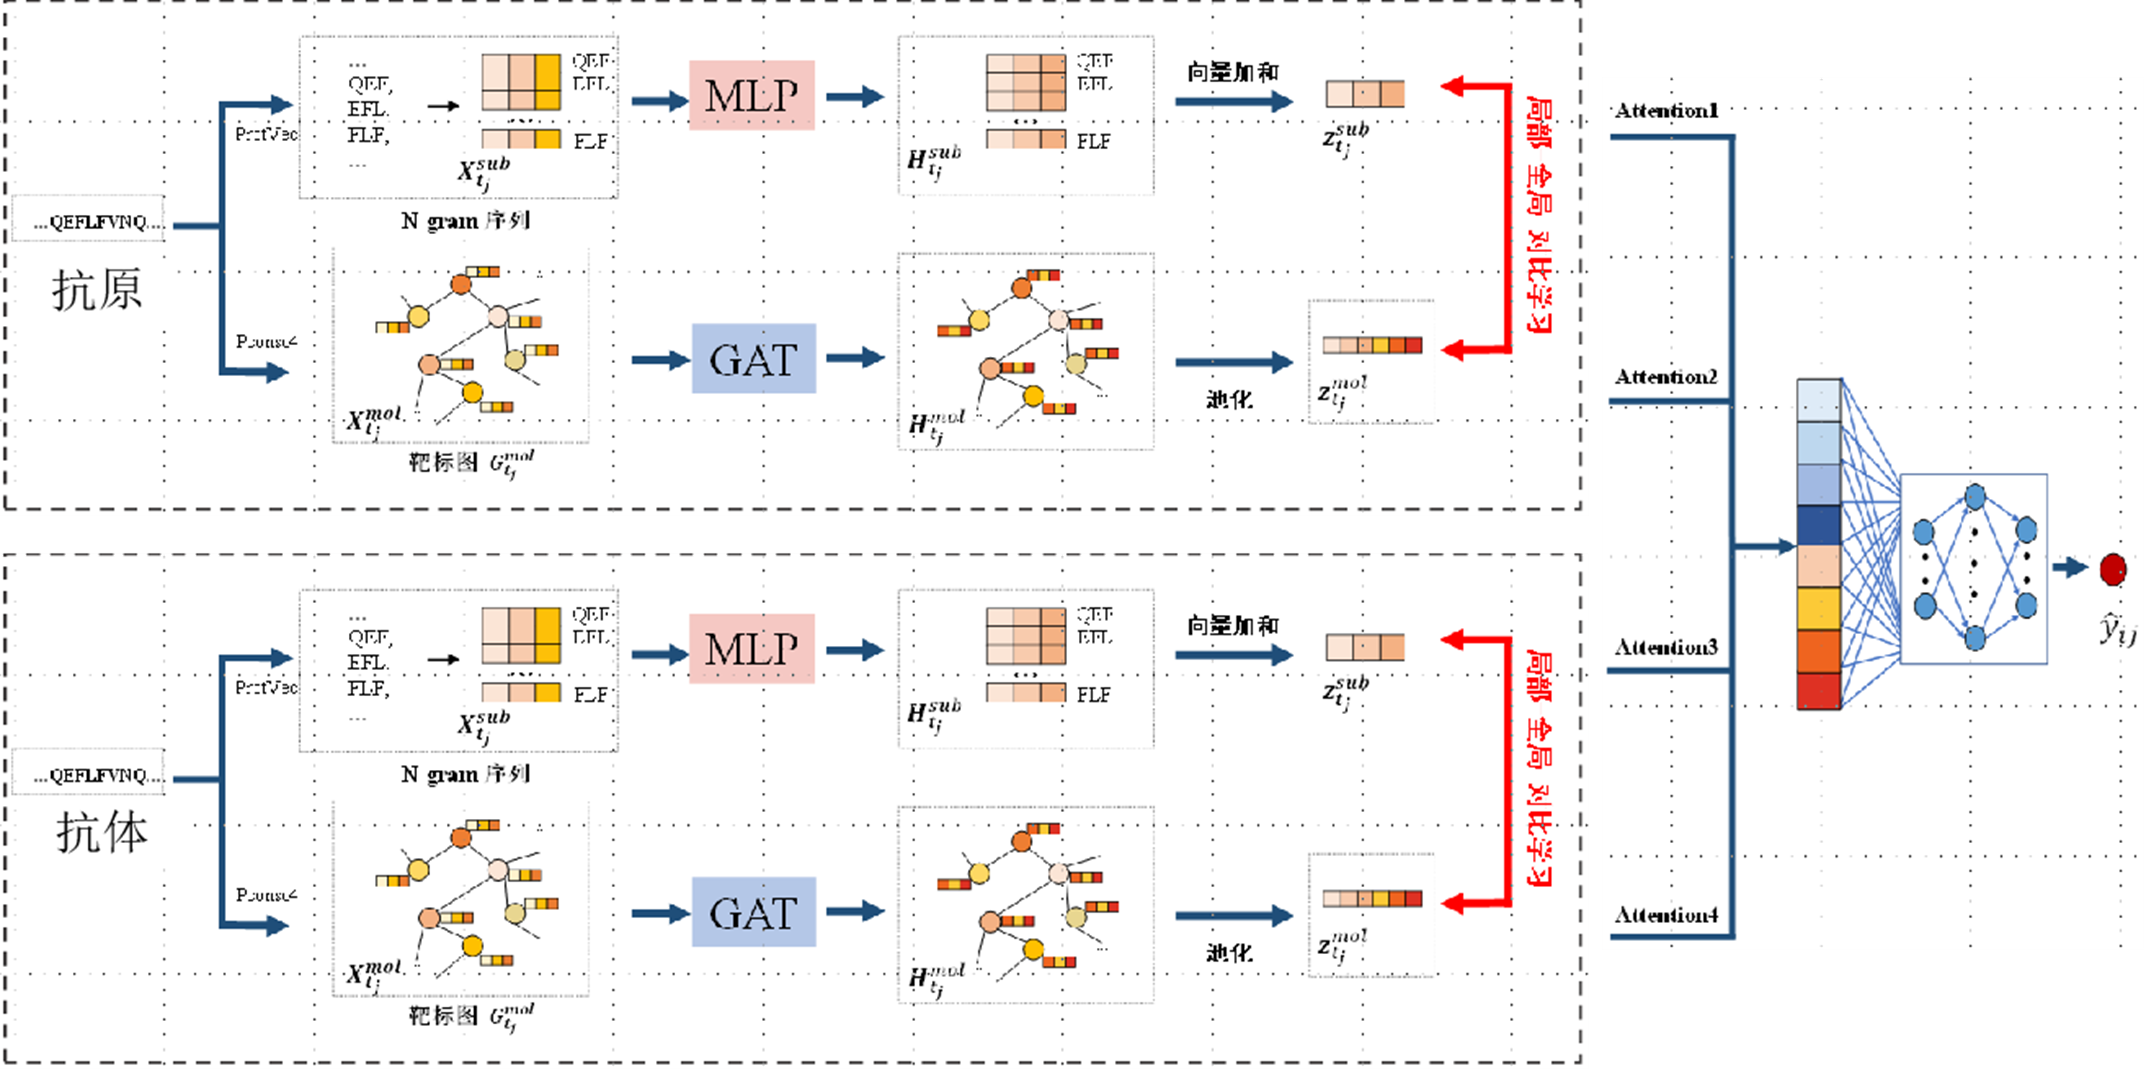 ...
QEF,
EFL.
FLF,
...
QEF
EFL
...
FLF
X_{t_j}^{sub}
N gram 序列
ProtVec
...QEFLFVNQ...
抗原
Pconsc4
X_{t_j}^{mol}
靶标图 G_{t_j}^{mol}
MLP
GAT
QEF
EFL
...
FLF
H_{t_j}^{sub}
H_{t_j}^{mol}
向量加和
z_{t_j}^{sub}
池化
z_{t_j}^{mol}
局部 全局 对比学习
...
QEF,
EFL.
FLF,
...
QEF
EFL
...
FLF
X_{t_j}^{sub}
N gram 序列
ProtVec
...QEFLFVNQ...
抗体
Pconsc4
X_{t_j}^{mol}
靶标图 G_{t_j}^{mol}
MLP
GAT
QEF
EFL
...
FLF
H_{t_j}^{sub}
H_{t_j}^{mol}
向量加和
z_{t_j}^{sub}
池化
z_{t_j}^{mol}
局部 全局 对比学习
Attention1
Attention2
Attention3
Attention4
ŷ_{ij}